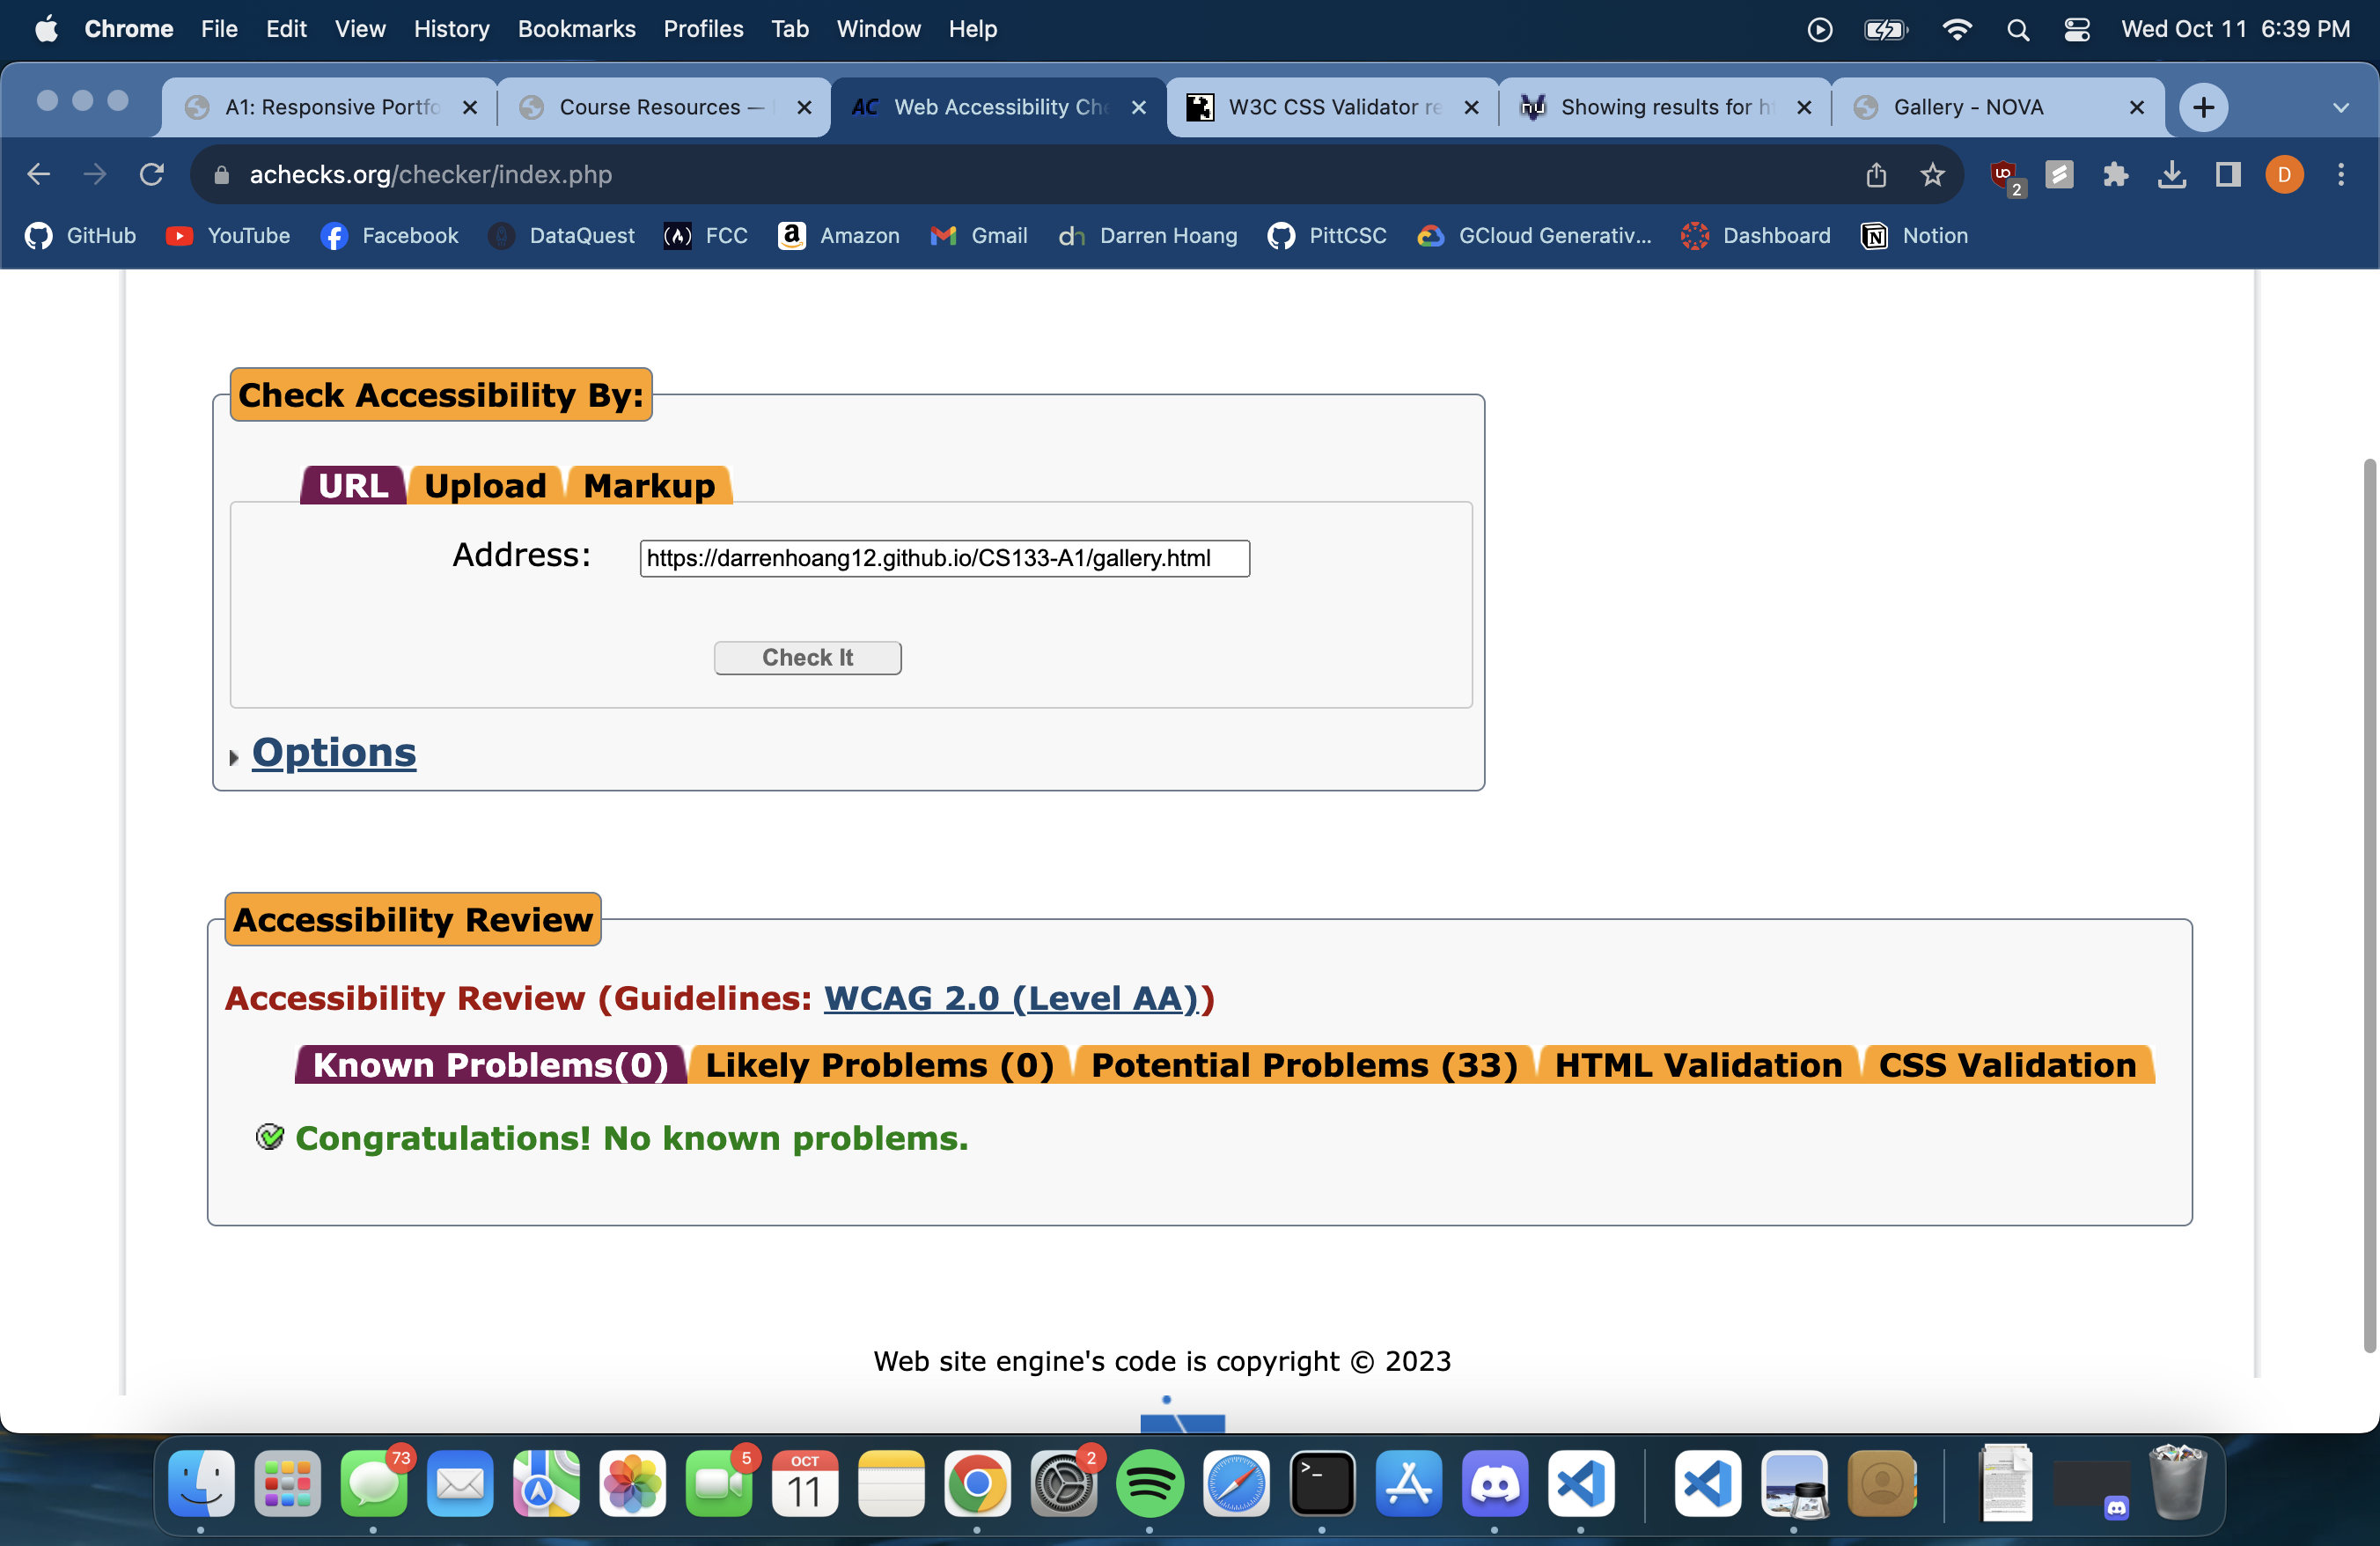 Chrome File Edit View History Bookmarks Profiles Tab Window Help Wed Oct 11 6:39 PM
A1: Responsive Portfo Course Resources — AC Web Accessibility Che W3C CSS Validator re Showing results for h Gallery - NOVA
achecks.org/checker/index.php 2 D
GitHub YouTube Facebook DataQuest FCC Amazon Gmail dh Darren Hoang PittCSC GCloud Generativ... Dashboard Notion
Check Accessibility By:
URL Upload Markup
Address: https://darrenhoang12.github.io/CS133-A1/gallery.html
Check It
Options
Accessibility Review
Accessibility Review (Guidelines: WCAG 2.0 (Level AA))
Known Problems(0) Likely Problems (0) Potential Problems (33) HTML Validation CSS Validation
Congratulations! No known problems.
Web site engine's code is copyright © 2023
73 5 OCT 11 2